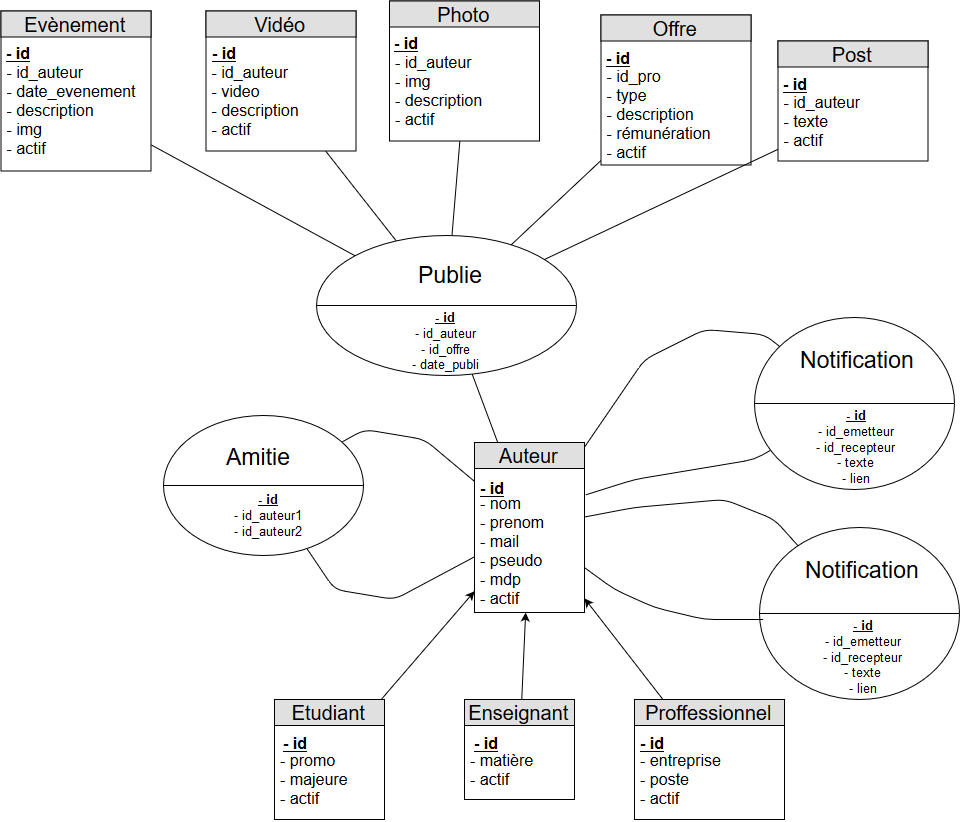 Evènement
- id
- id_auteur
- date_evenement
- description
- img
- actif
Vidéo
- id
- id_auteur
- video
- description
- actif
Photo
- id
- id_auteur
- img
- description
- actif
Offre
- id
- id_pro
- type
- description
- rémunération
- actif
Post
- id
- id_auteur
- texte
- actif
Publie
- id
- id_auteur
- id_offre
- date_publi
Notification
- id
- id_emetteur
- id_recepteur
- texte
- lien
Amitie
- id
- id_auteur1
- id_auteur2
Auteur
- id
- nom
- prenom
- mail
- pseudo
- mdp
- actif
Notification
- id
- id_emetteur
- id_recepteur
- texte
- lien
Etudiant
- id
- promo
- majeure
- actif
Enseignant
- id
- matière
- actif
Proffessionnel
- id
- entreprise
- poste
- actif